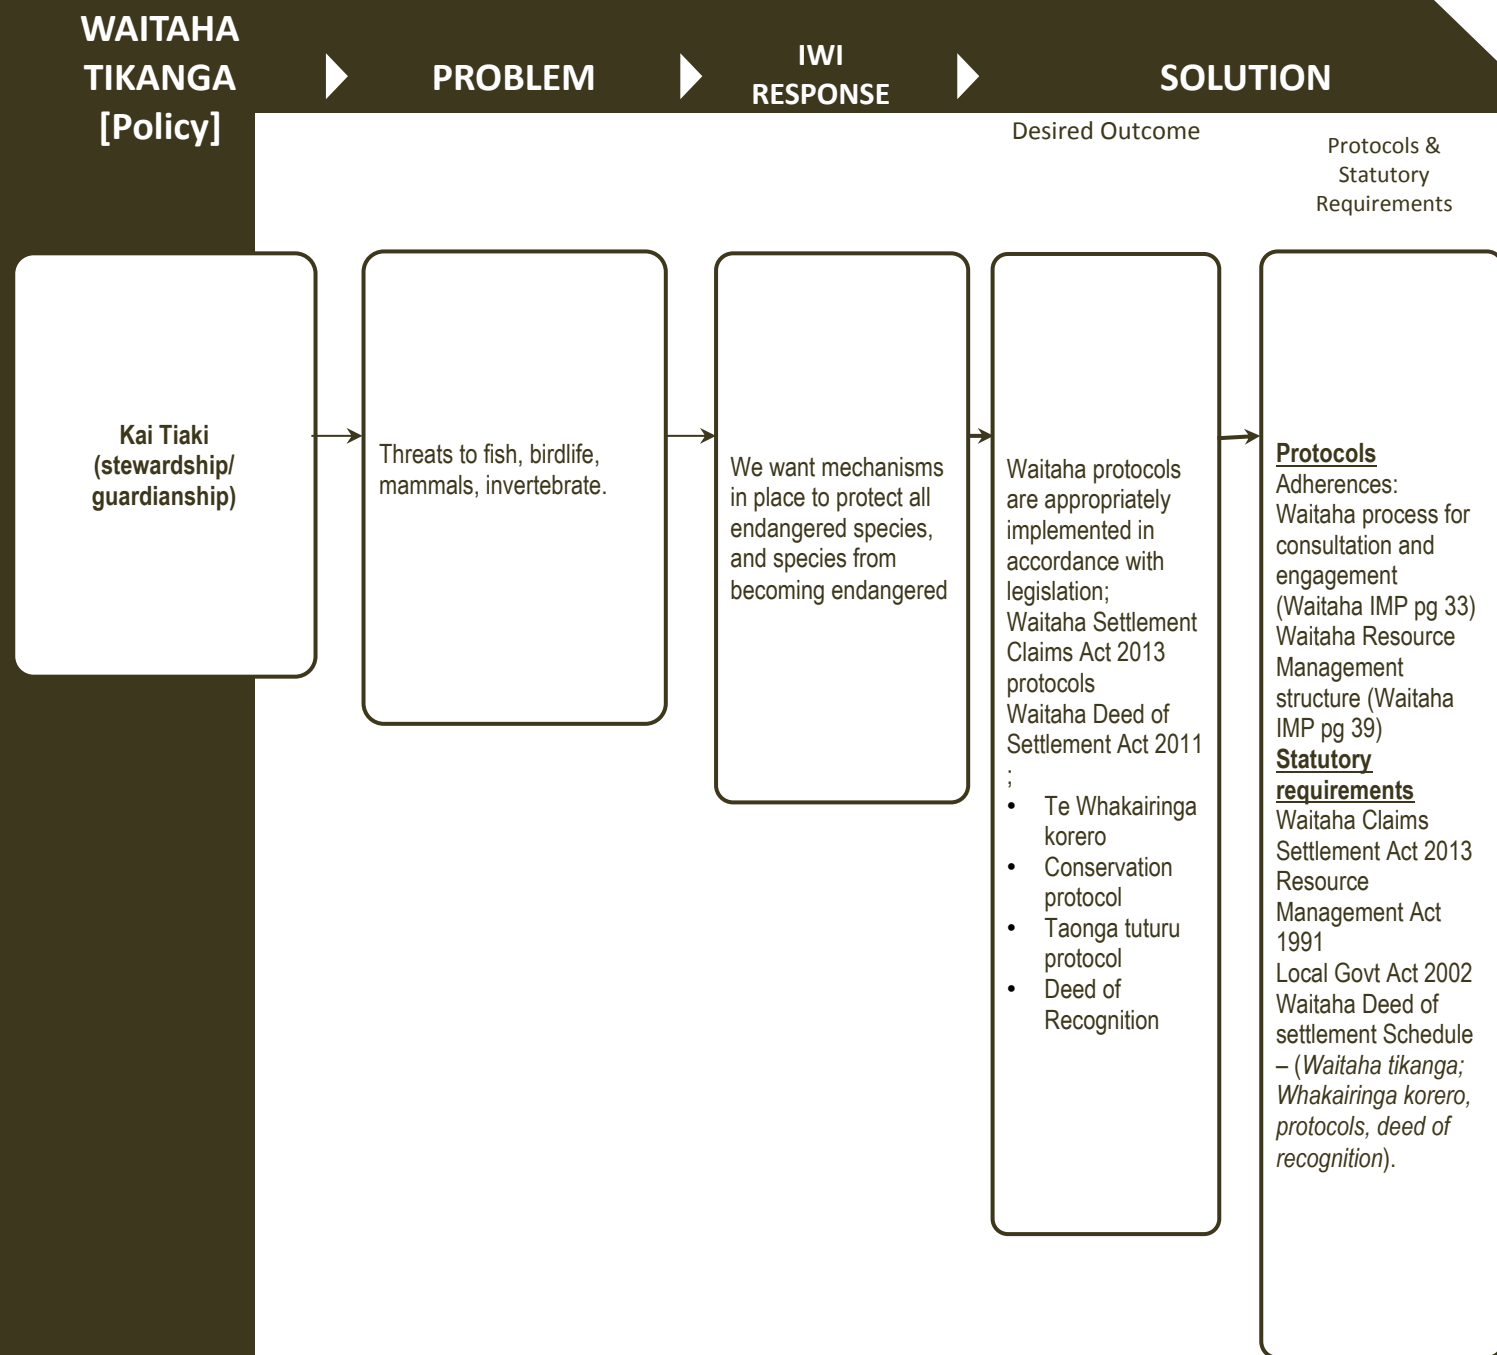 WAITAHA
TIKANGA
[Policy]
PROBLEM
IWI
RESPONSE
SOLUTION
Desired Outcome
Protocols &
Statutory
Requirements
Kai Tiaki
(stewardship/
guardianship)
Threats to fish, birdlife,
mammals, invertebrate.
We want mechanisms
in place to protect all
endangered species,
and species from
becoming endangered
Waitaha protocols
are appropriately
implemented in
accordance with
legislation;
Waitaha Settlement
Claims Act 2013
protocols
Waitaha Deed of
Settlement Act 2011
;
• Te Whakairinga
korero
• Conservation
protocol
• Taonga tuturu
protocol
• Deed of
Recognition
Protocols
Adherences:
Waitaha process for
consultation and
engagement
(Waitaha IMP pg 33)
Waitaha Resource
Management
structure (Waitaha
IMP pg 39)
Statutory
requirements
Waitaha Claims
Settlement Act 2013
Resource
Management Act
1991
Local Govt Act 2002
Waitaha Deed of
settlement Schedule
– (Waitaha tikanga;
Whakairinga korero,
protocols, deed of
recognition).